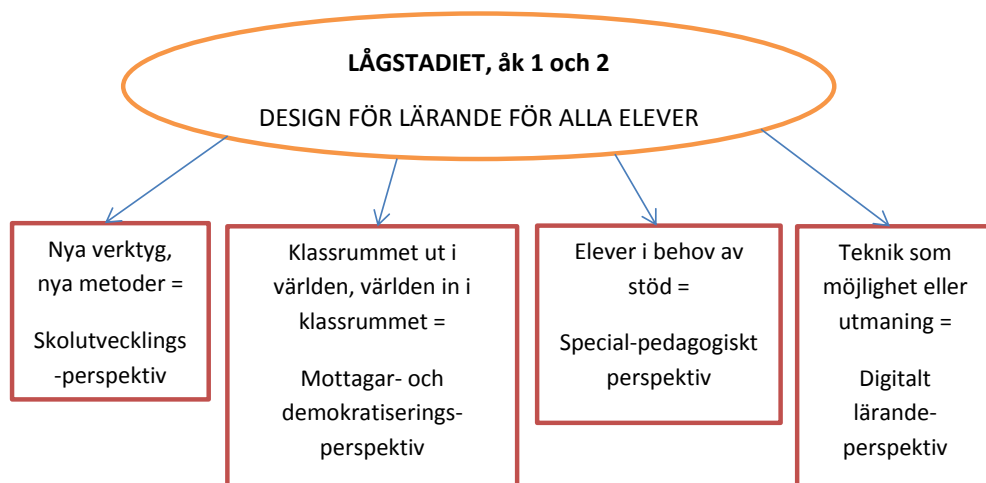 LÅGSTADIET, åk 1 och 2
DESIGN FÖR LÄRANDE FÖR ALLA ELEVER
Nya verktyg,
nya metoder =
Skolutvecklings
-perspektiv
Klassrummet ut i
världen, världen in i
klassrummet =
Mottagar- och
demokratiserings-
perspektiv
Elever i behov av
stöd =
Special-pedagogiskt
perspektiv
Teknik som
möjlighet eller
utmaning =
Digitalt
lärande-
perspektiv